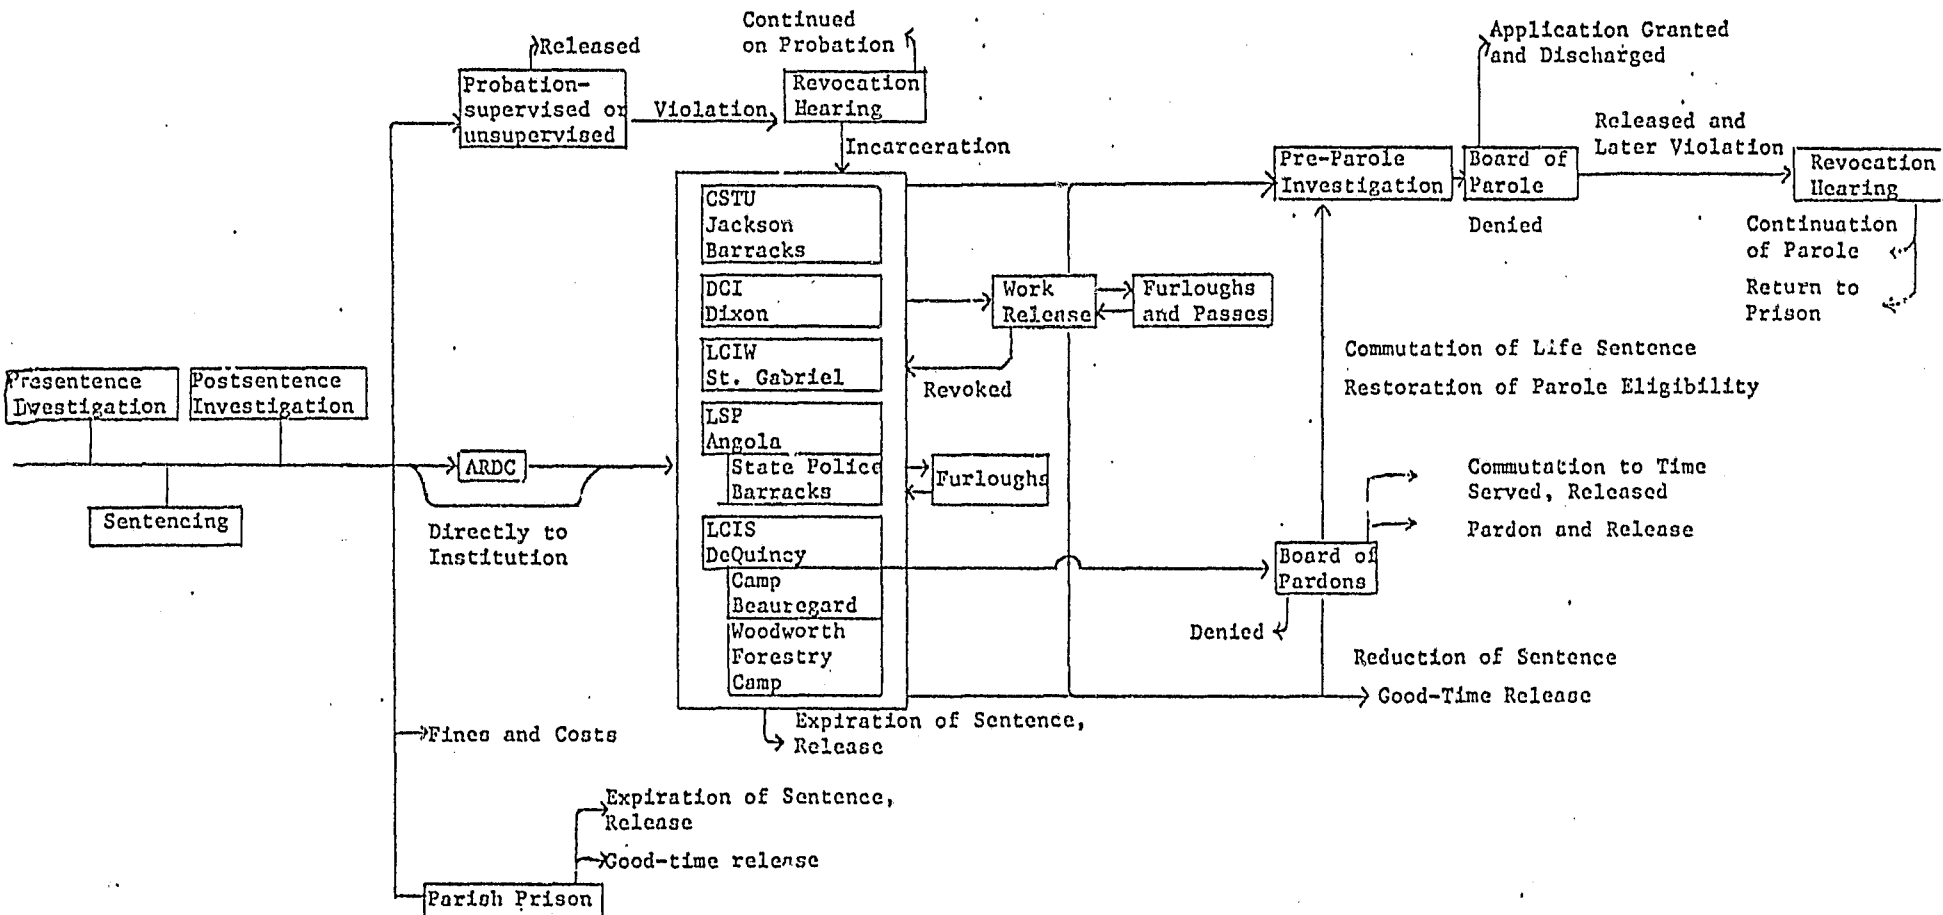 Continued
on Probation
Released
Application Granted
and Discharged
Probation-
supervised or
unsupervised
Violation
Revocation
Hearing
Incarceration
Released and
Later Violation
Pre-Parole
Investigation
Board of
Parole
Denied
Revocation
Hearing
Continuation
of Parole
Return to
Prison
CSTU
Jackson
Barracks
DCI
Dixon
LCIW
St. Gabriel
LSP
Angola
State Police
Barracks
LCIS
DeQuincy
Camp
Beauregard
Woodworth
Forestry
Camp
Work
Release
Furloughs
and Passes
Revoked
Furloughs
Commutation of Life Sentence
Restoration of Parole Eligibility
Presentence
Investigation
Postsentence
Investigation
Sentencing
ARDC
Directly to
Institution
Commutation to Time
Served, Released
Pardon and Release
Board of
Pardons
Denied
Reduction of Sentence
Good-Time Release
Expiration of Sentence,
Release
Fines and Costs
Expiration of Sentence,
Release
Good-time release
Parish Prison